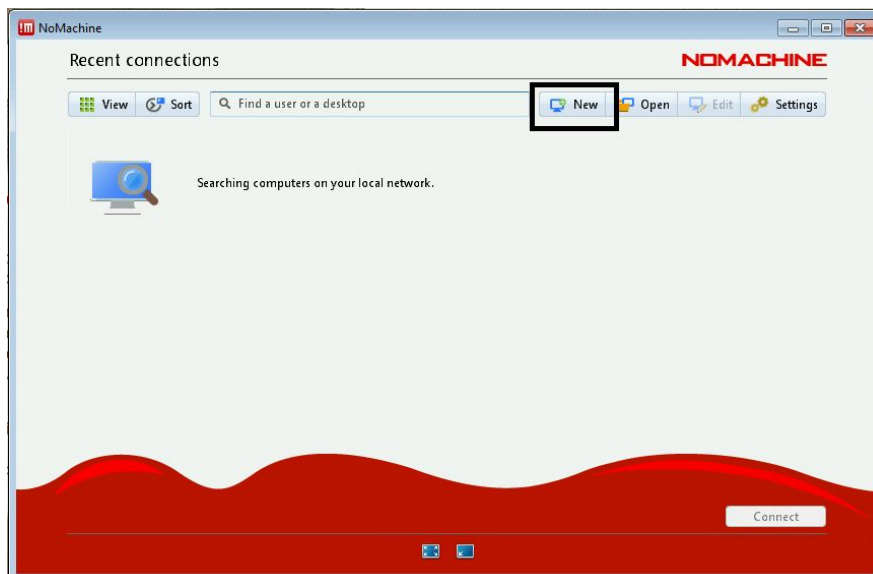 NoMachine
Recent connections
NOMACHINE
View Sort Find a user or a desktop New Open Edit Settings
Searching computers on your local network.
Connect